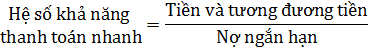 Hệ số khả năng
thanh toán nhanh = Tiền và tương đương tiền
Nợ ngắn hạn